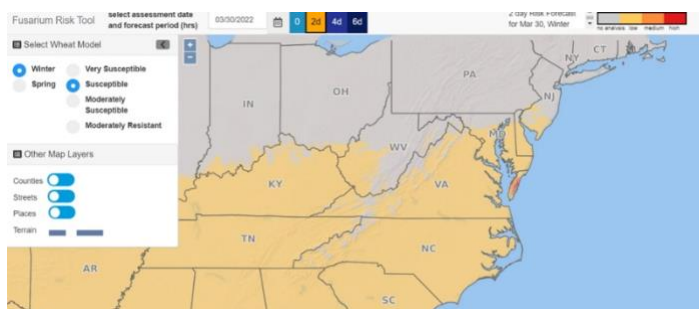 Fusarium Risk Tool
select assessment date
and forecast period (hrs)
03/30/2022
0 2d 4d 6d
2 day Risk Forecast
for Mar 30, Winter
no analysis low medium high
Select Wheat Model
Winter
Spring
Very Susceptible
Susceptible
Moderately
Susceptible
Moderately Resistant
Other Map Layers
Counties
Streets
Places
Terrain
+
-
NY
CT
PA
NJ
OH
IN
MD
WV
VA
KY
TN
NC
AR
SC